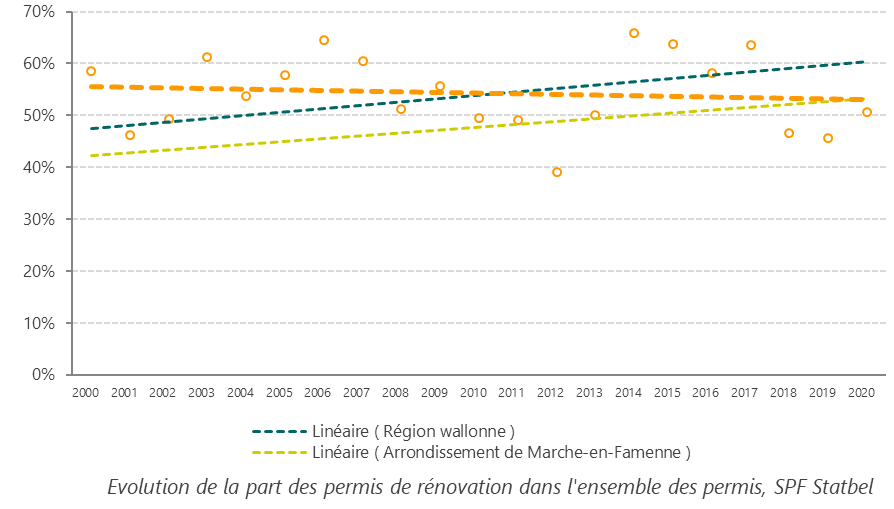 70%
60%
50%
40%
30%
20%
10%
0%
2000 2001 2002 2003 2004 2005 2006 2007 2008 2009 2010 2011 2012 2013 2014 2015 2016 2017 2018 2019 2020
Linéaire ( Région wallonne )
Linéaire ( Arrondissement de Marche-en-Famenne )
Evolution de la part des permis de rénovation dans l'ensemble des permis, SPF Statbel